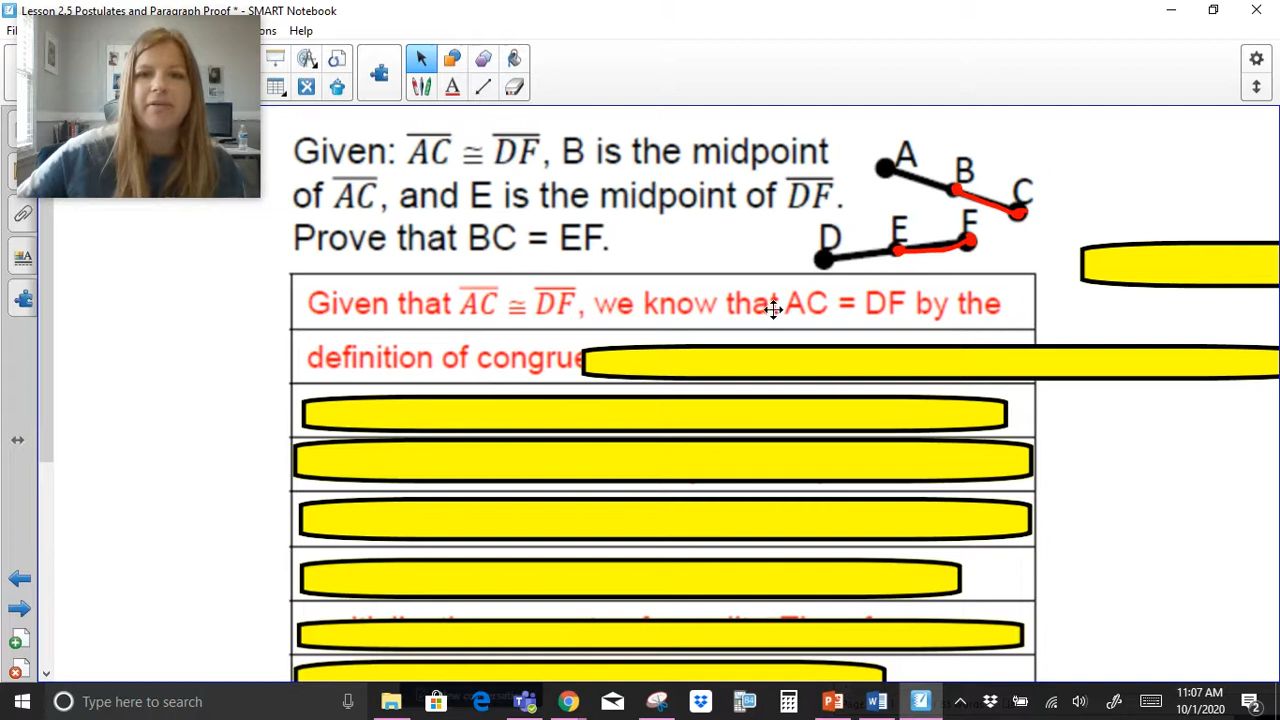 Lesson 2.5 Postulates and Paragraph Proof * - SMART Notebook
Help
Given: AC ≅ DF, B is the midpoint
of AC, and E is the midpoint of DF.
Prove that BC = EF.
A
B
C
D
E
F
Given that AC ≅ DF, we know that AC = DF by the
definition of congrue
Type here to search
11:07 AM
10/1/2020
2